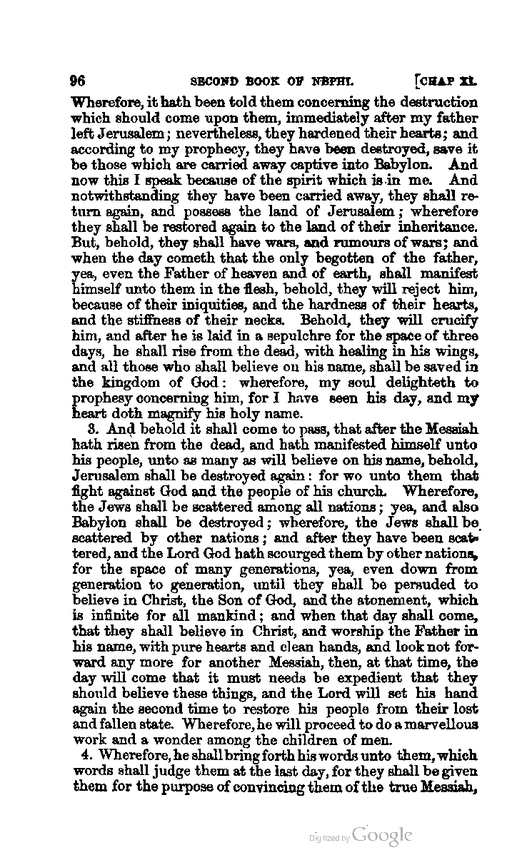 96 SECOND BOOK OF NEPHI. [CHAP XI.
Wherefore, it hath been told them concerning the destruction
which should come upon them, immediately after my father
left Jerusalem; nevertheless, they hardened their hearts; and
according to my prophecy, they have been destroyed, save it
be those which are carried away captive into Babylon. And
now this I speak because of the spirit which is in me. And
notwithstanding they have been carried away, they shall re-
turn again, and possess the land of Jerusalem; wherefore
they shall be restored again to the land of their inheritance.
But, behold, they shall have wars, and rumours of wars; and
when the day cometh that the only begotten of the father,
yea, even the Father of heaven and of earth, shall manifest
himself unto them in the flesh, behold, they will reject him,
because of their iniquities, and the hardness of their hearts,
and the stiffness of their necks. Behold, they will crucify
him, and after he is laid in a sepulchre for the space of three
days, he shall rise from the dead, with healing in his wings,
and all those who shall believe on his name, shall be saved in
the kingdom of God: wherefore, my soul delighteth to
prophesy concerning him, for I have seen his day, and my
heart doth magnify his holy name.
3. And behold it shall come to pass, that after the Messiah
hath risen from the dead, and hath manifested himself unto
his people, unto as many as will believe on his name, behold,
Jerusalem shall be destroyed again: for wo unto them that
fight against God and the people of his church. Wherefore,
the Jews shall be scattered among all nations; yea, and also
Babylon shall be destroyed; wherefore, the Jews shall be
scattered by other nations; and after they have been scat-
tered, and the Lord God hath scourged them by other nations,
for the space of many generations, yea, even down from
generation to generation, until they shall be persuded to
believe in Christ, the Son of God, and the atonement, which
is infinite for all mankind; and when that day shall come,
that they shall believe in Christ, and worship the Father in
his name, with pure hearts and clean hands, and look not for-
ward any more for another Messiah, then, at that time, the
day will come that it must needs be expedient that they
should believe these things, and the Lord will set his hand
again the second time to restore his people from their lost
and fallen state. Wherefore, he will proceed to do a marvellous
work and a wonder among the children of men.
4. Wherefore, he shall bring forth his words unto them, which
words shall judge them at the last day, for they shall be given
them for the purpose of convincing them of the true Messiah,
Digitized by Google